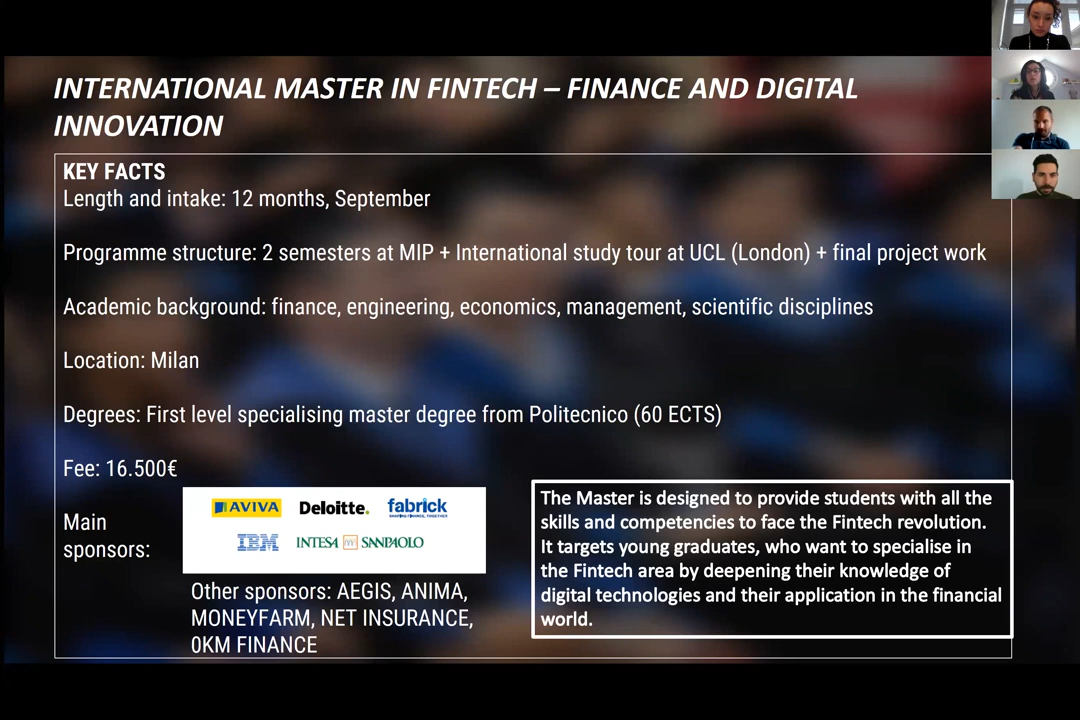 INTERNATIONAL MASTER IN FINTECH – FINANCE AND DIGITAL
INNOVATION
KEY FACTS
Length and intake: 12 months, September
Programme structure: 2 semesters at MIP + International study tour at UCL (London) + final project work
Academic background: finance, engineering, economics, management, scientific disciplines
Location: Milan
Degrees: First level specialising master degree from Politecnico (60 ECTS)
Fee: 16.500€
Main
sponsors:
AVIVA Deloitte. fabrick
SHAPING FINANCE, TOGETHER
IBM INTESA SANPAOLO
Other sponsors: AEGIS, ANIMA,
MONEYFARM, NET INSURANCE,
0KM FINANCE
The Master is designed to provide students with all the
skills and competencies to face the Fintech revolution.
It targets young graduates, who want to specialise in
the Fintech area by deepening their knowledge of
digital technologies and their application in the financial
world.